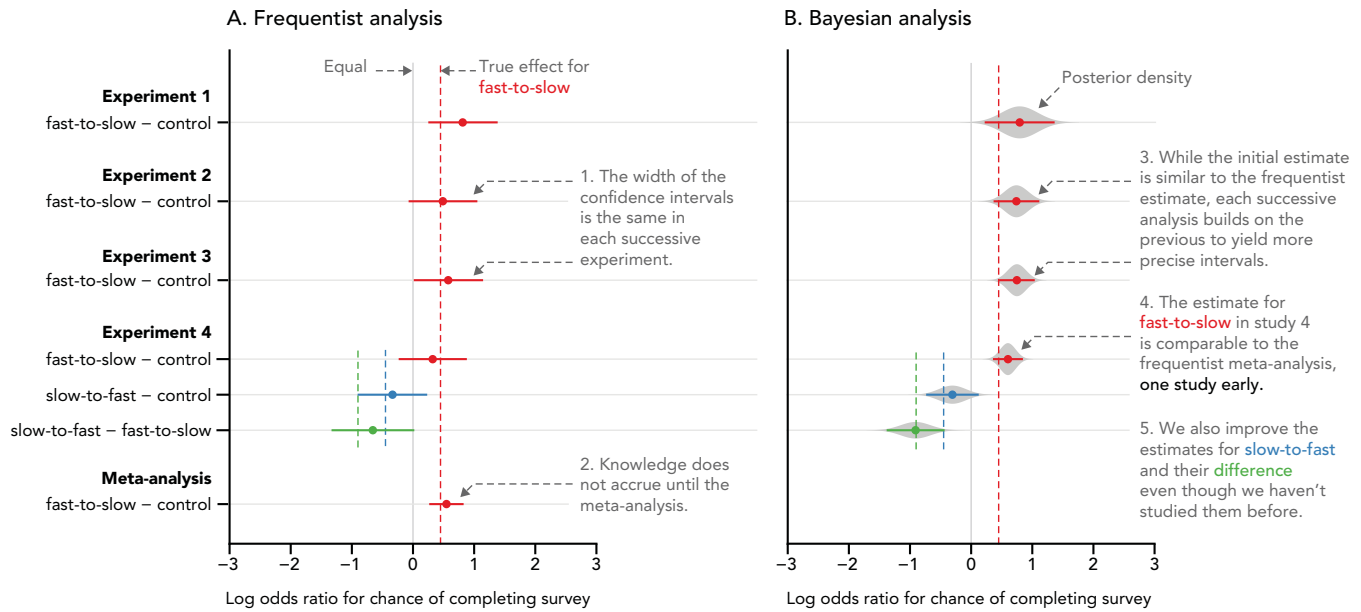 A. Frequentist analysis
Equal
True effect for
fast-to-slow
Experiment 1
fast-to-slow – control
Experiment 2
fast-to-slow – control
1. The width of the
confidence intervals
is the same in
each successive
experiment.
Experiment 3
fast-to-slow – control
Experiment 4
fast-to-slow – control
slow-to-fast – control
slow-to-fast – fast-to-slow
Meta-analysis
fast-to-slow – control
2. Knowledge does
not accrue until the
meta-analysis.
−3 −2 −1 0 1 2 3
Log odds ratio for chance of completing survey
B. Bayesian analysis
Posterior density
3. While the initial estimate
is similar to the frequentist
estimate, each successive
analysis builds on the
previous to yield more
precise intervals.
4. The estimate for
fast-to-slow in study 4
is comparable to the
frequentist meta-analysis,
one study early.
5. We also improve the
estimates for slow-to-fast
and their difference
even though we haven't
studied them before.
−3 −2 −1 0 1 2 3
Log odds ratio for chance of completing survey